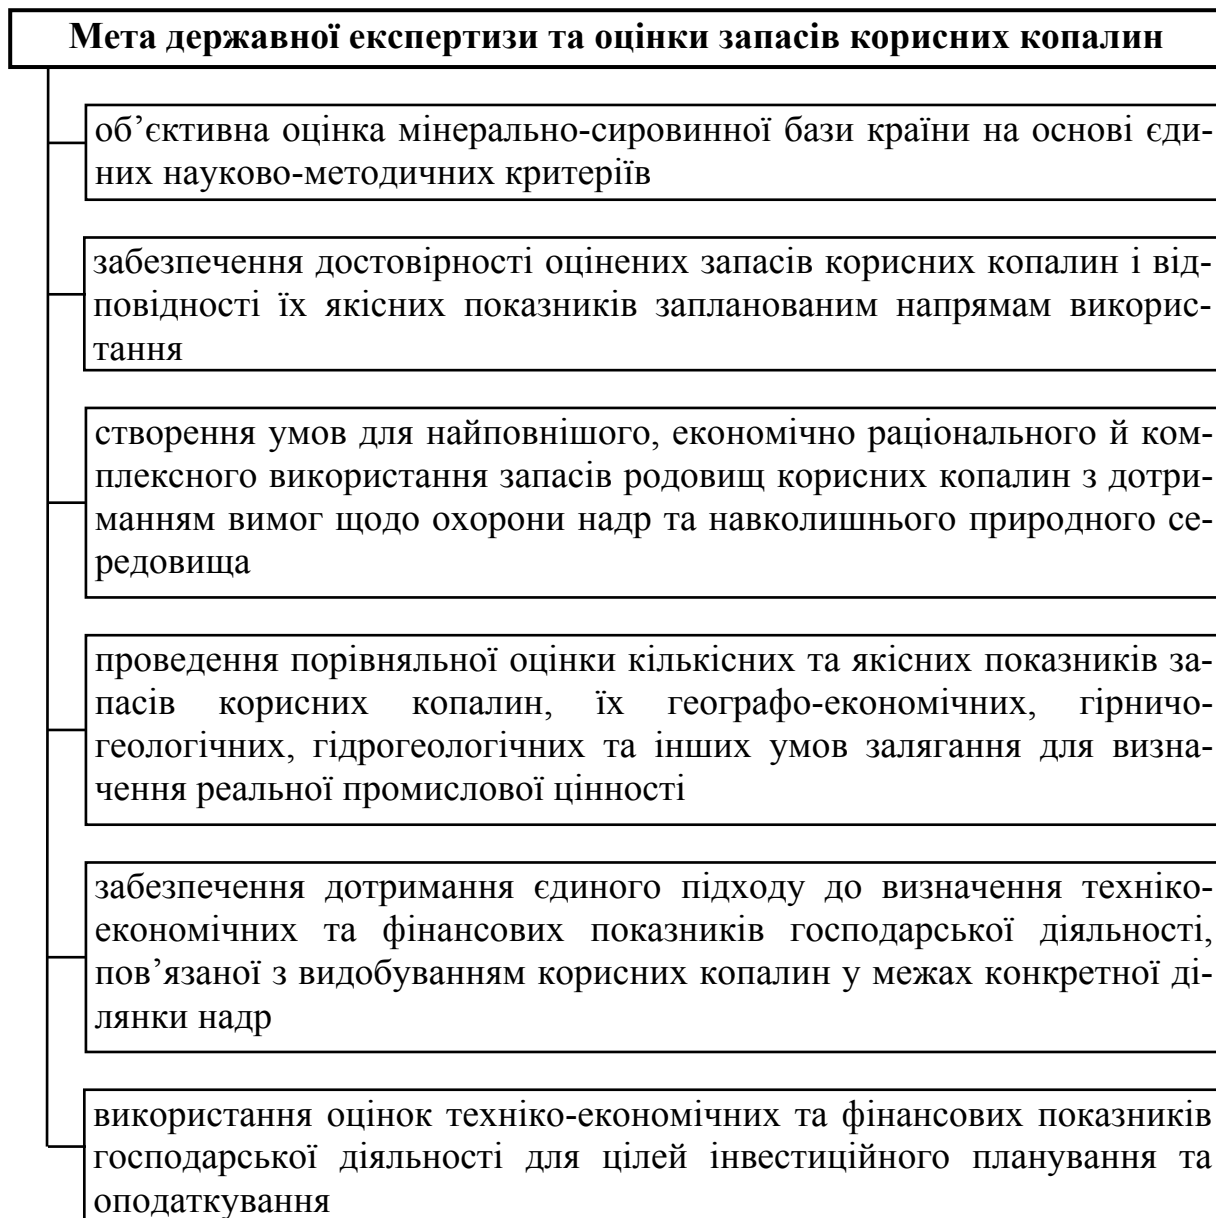 Мета державної експертизи та оцінки запасів корисних копалин
об’єктивна оцінка мінерально-сировинної бази країни на основі єди-
них науково-методичних критеріїв
забезпечення достовірності оцінених запасів корисних копалин і від-
повідності їх якісних показників запланованим напрямам викорис-
тання
створення умов для найповнішого, економічно раціонального й ком-
плексного використання запасів родовищ корисних копалин з дотри-
манням вимог щодо охорони надр та навколишнього природного се-
редовища
проведення порівняльної оцінки кількісних та якісних показників за-
пасів корисних копалин, їх географо-економічних, гірничо-
геологічних, гідрогеологічних та інших умов залягання для визна-
чення реальної промислової цінності
забезпечення дотримання єдиного підходу до визначення техніко-
економічних та фінансових показників господарської діяльності,
пов’язаної з видобуванням корисних копалин у межах конкретної ді-
лянки надр
використання оцінок техніко-економічних та фінансових показників
господарської діяльності для цілей інвестиційного планування та
оподаткування